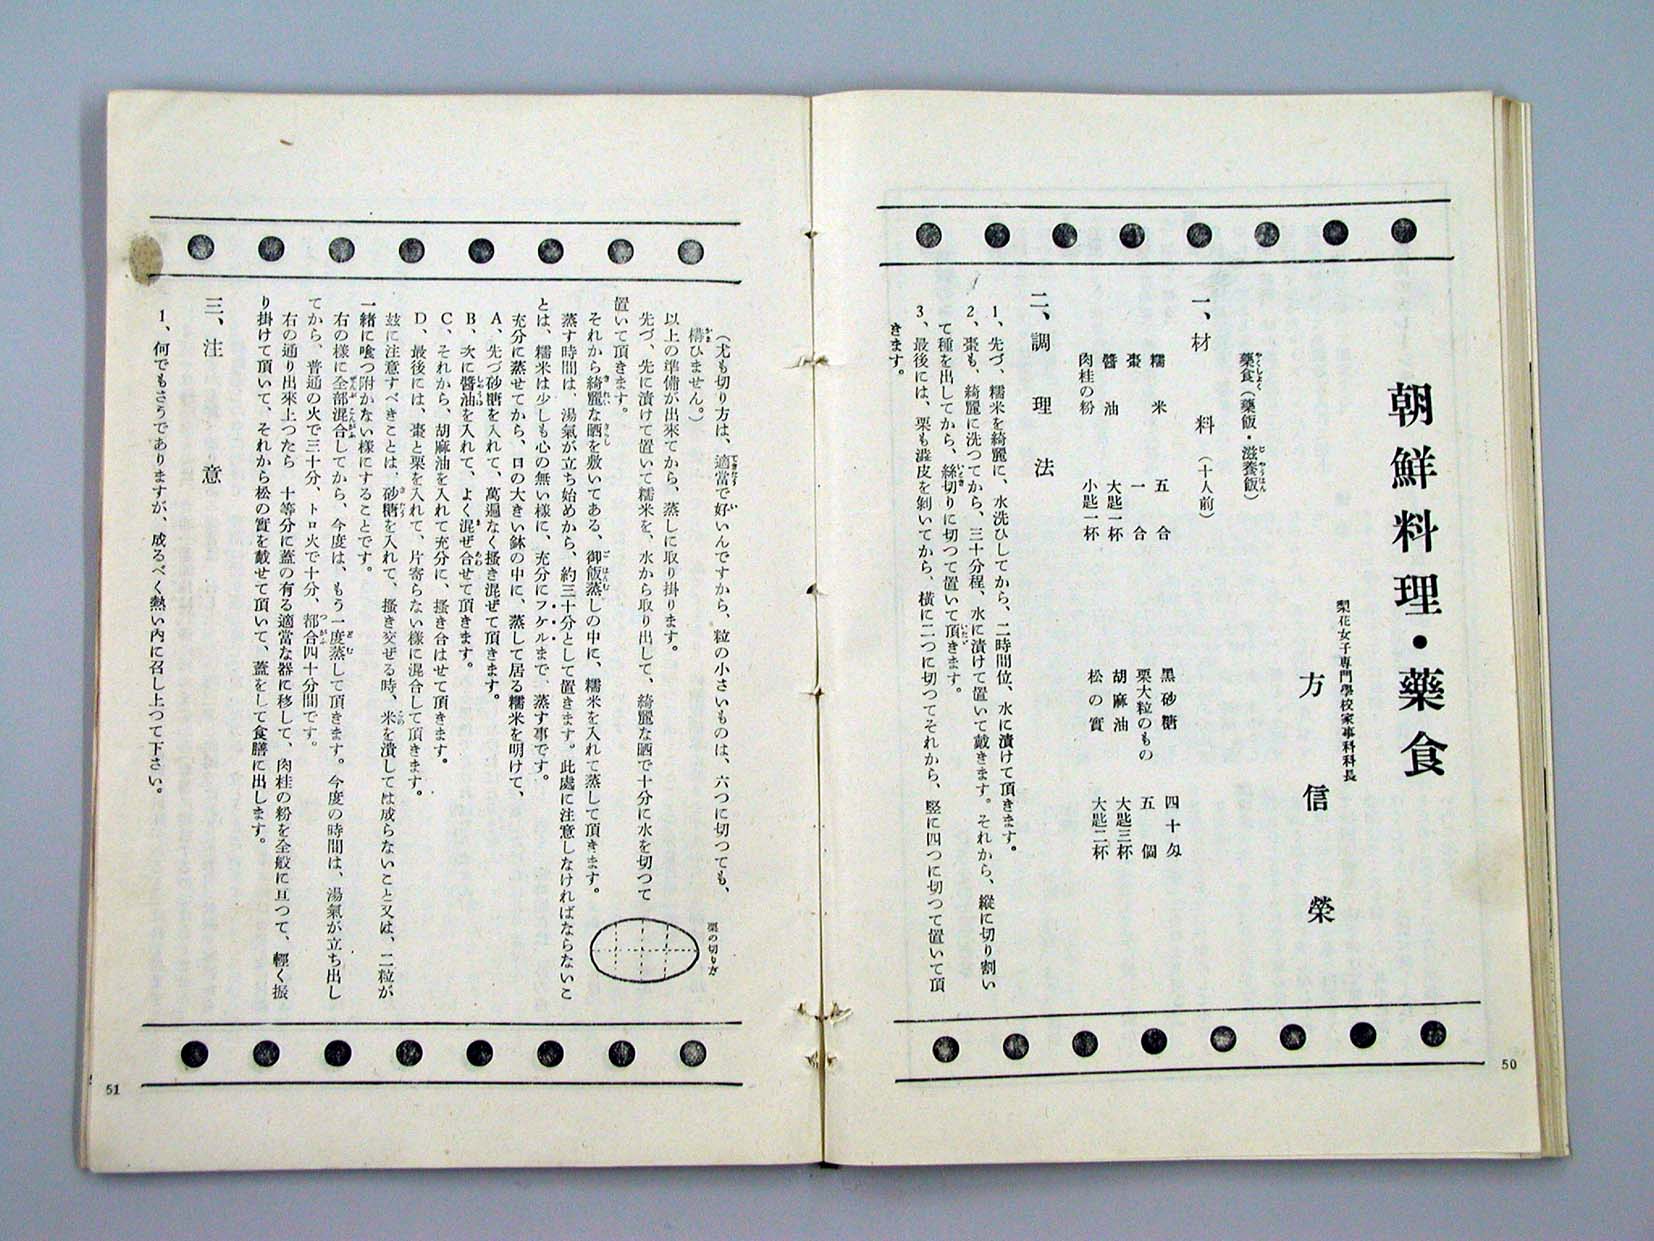 朝鮮料理・藥食
梨花女子專門學校家事科科長
方信榮
藥食（藥飯・滋養飯）
一、材料（十人前）
糯米 五合 黑砂糖 四十匁
棗 一合 栗大粒のもの 五個
醬油 大匙一杯 胡麻油 大匙三杯
肉桂の粉 小匙一杯 松の實 大匙二杯
二、調理法
1、先づ、糯米を綺麗に、水洗ひしてから、二時間位、水に漬けて頂きます。
2、棗も、綺麗に洗つてから、三十分程、水に漬けて置いて戴きます。それから、縱に切り割い
て種を出してから、絲切りに切つて置いて頂きます。
3、最後には、栗も澁皮を剝いてから、橫に二つに切つてそれから、竪に四つに切つて置いて頂
きます。
50
（尤も切り方は、適當で好いんですから、粒の小さいものは、六つに切つても、
構ひません。）
栗の切り方
以上の準備が出來てから、蒸しに取り掛ります。
先づ、先に漬けて置いて糯米を、水から取り出して、綺麗な晒で十分に水を切つて
置いて頂きます。
それから綺麗な晒を敷いてある、御飯蒸しの中に、糯米を入れて蒸して頂きます。
蒸す時間は、湯氣が立ち始めから、約三十分として置きます。此處に注意しなければならないこ
とは、糯米は少しも心の無い様に、充分にフケルまで、蒸す事です。
充分に蒸せてから、日の大きい鉢の中に、蒸して居る糯米を明けて、
A、先づ砂糖を入れて、萬遍なく搔き混ぜて頂きます。
B、次に醬油を入れて、よく混ぜ合せて頂きます。
C、それから、胡麻油を入れて充分に、搔き合はせて頂きます。
D、最後には、棗と栗を入れて、片寄らない樣に混合して頂きます。
玆に注意すべきことは、砂糖を入れて、搔き交ぜる時、米を潰しては成らないこと又は、二粒が
一緒に喰つ附かない樣にすることです。
右の樣に全部混合してから、今度は、もう一度蒸して頂きます。今度の時間は、湯氣が立ち出し
てから、普通の火で三十分、トロ火で十分、都合四十分間です。
右の通り出來上つたら 十等分に蓋の有る適當な器に移して、肉桂の粉を全般に亙つて、輕く振
り掛けて頂いて、それから松の實を戴せて頂いて、蓋をして食膳に出します。
三、注意
1、何でもさうでありますが、成るべく熱い內に召し上つて下さい。
51